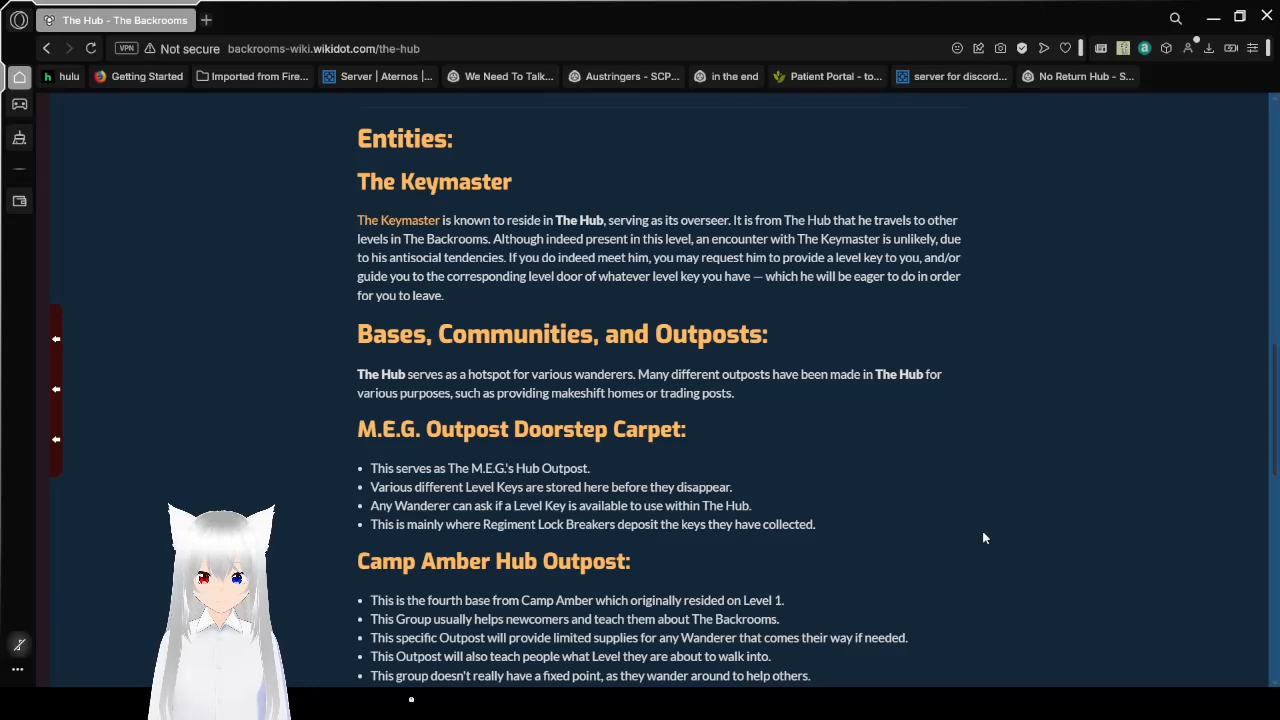 The Hub - The Backrooms
VPN Not secure backrooms-wiki.wikidot.com/the-hub
hulu Getting Started Imported from Fire... Server | Aternos |... We Need To Talk... Austringers - SCP... in the end Patient Portal - to... server for discord... No Return Hub - S...
Entities:
The Keymaster
The Keymaster is known to reside in The Hub, serving as its overseer. It is from The Hub that he travels to other
levels in The Backrooms. Although indeed present in this level, an encounter with The Keymaster is unlikely, due
to his antisocial tendencies. If you do indeed meet him, you may request him to provide a level key to you, and/or
guide you to the corresponding level door of whatever level key you have — which he will be eager to do in order
for you to leave.
Bases, Communities, and Outposts:
The Hub serves as a hotspot for various wanderers. Many different outposts have been made in The Hub for
various purposes, such as providing makeshift homes or trading posts.
M.E.G. Outpost Doorstep Carpet:
• This serves as The M.E.G.'s Hub Outpost.
• Various different Level Keys are stored here before they disappear.
• Any Wanderer can ask if a Level Key is available to use within The Hub.
• This is mainly where Regiment Lock Breakers deposit the keys they have collected.
Camp Amber Hub Outpost:
• This is the fourth base from Camp Amber which originally resided on Level 1.
• This Group usually helps newcomers and teach them about The Backrooms.
• This specific Outpost will provide limited supplies for any Wanderer that comes their way if needed.
• This Outpost will also teach people what Level they are about to walk into.
• This group doesn't really have a fixed point, as they wander around to help others.